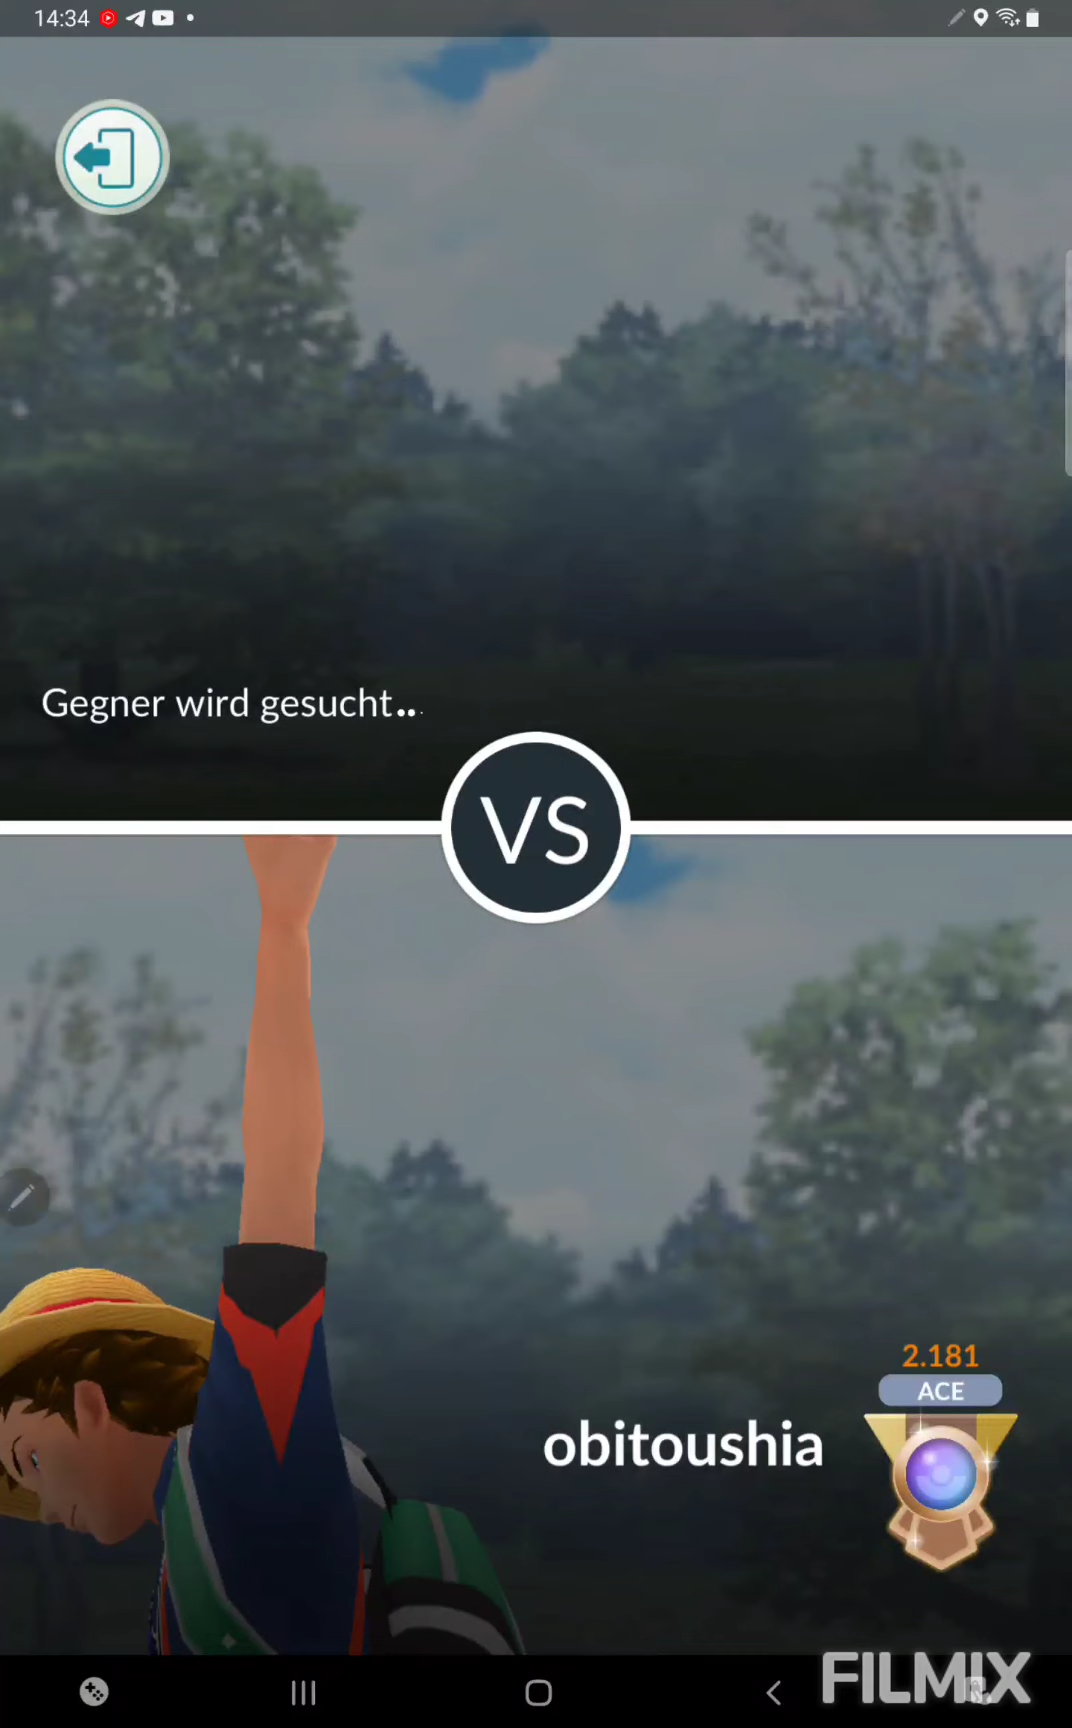 14:34
Gegner wird gesucht...
VS
2.181
ACE
obitoushia
FILMIX